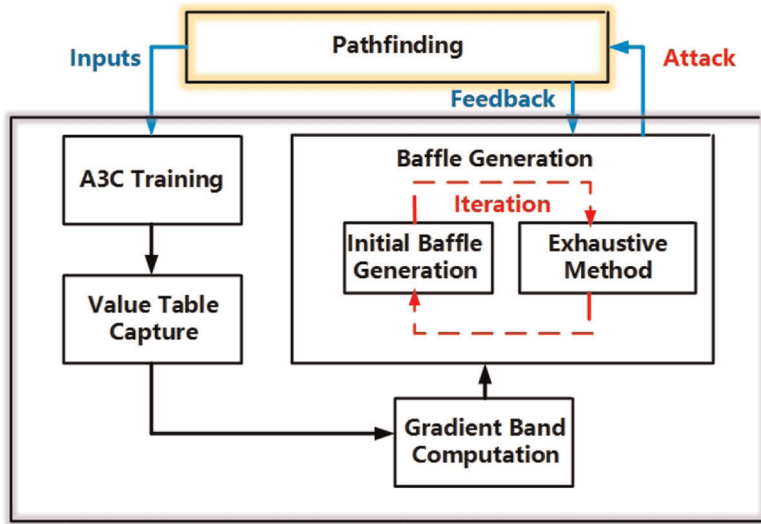 Pathfinding
Inputs
Feedback
Attack
A3C Training
Baffle Generation
Iteration
Initial Baffle
Generation
Exhaustive
Method
Value Table
Capture
Gradient Band
Computation